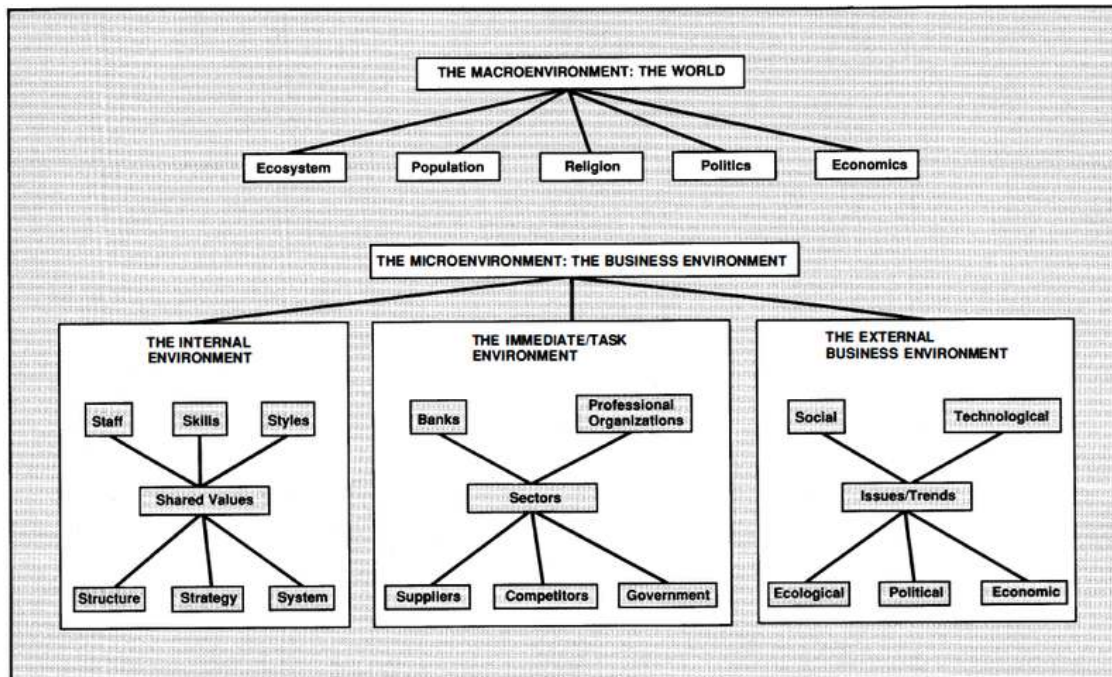 THE MACROENVIRONMENT: THE WORLD
Ecosystem
Population
Religion
Politics
Economics
THE MICROENVIRONMENT: THE BUSINESS ENVIRONMENT
THE INTERNAL
ENVIRONMENT
Staff
Skills
Styles
Shared Values
Structure
Strategy
System
THE IMMEDIATE/TASK
ENVIRONMENT
Banks
Professional
Organizations
Sectors
Suppliers
Competitors
Government
THE EXTERNAL
BUSINESS ENVIRONMENT
Social
Technological
Issues/Trends
Ecological
Political
Economic